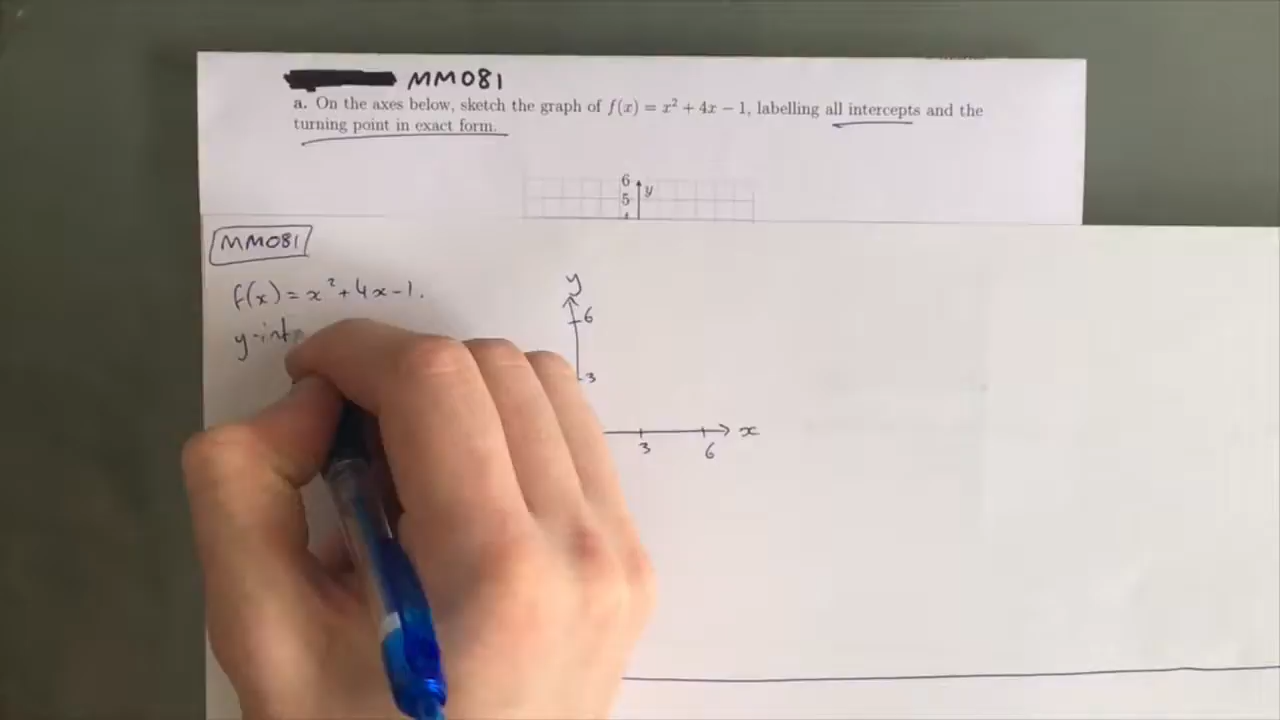 MM081
a. On the axes below, sketch the graph of f(x) = x² + 4x − 1, labelling all intercepts and the
turning point in exact form.
6
y
5
MM081
f(x) = x² + 4x − 1.
y-int
y
6
3
x
3
6